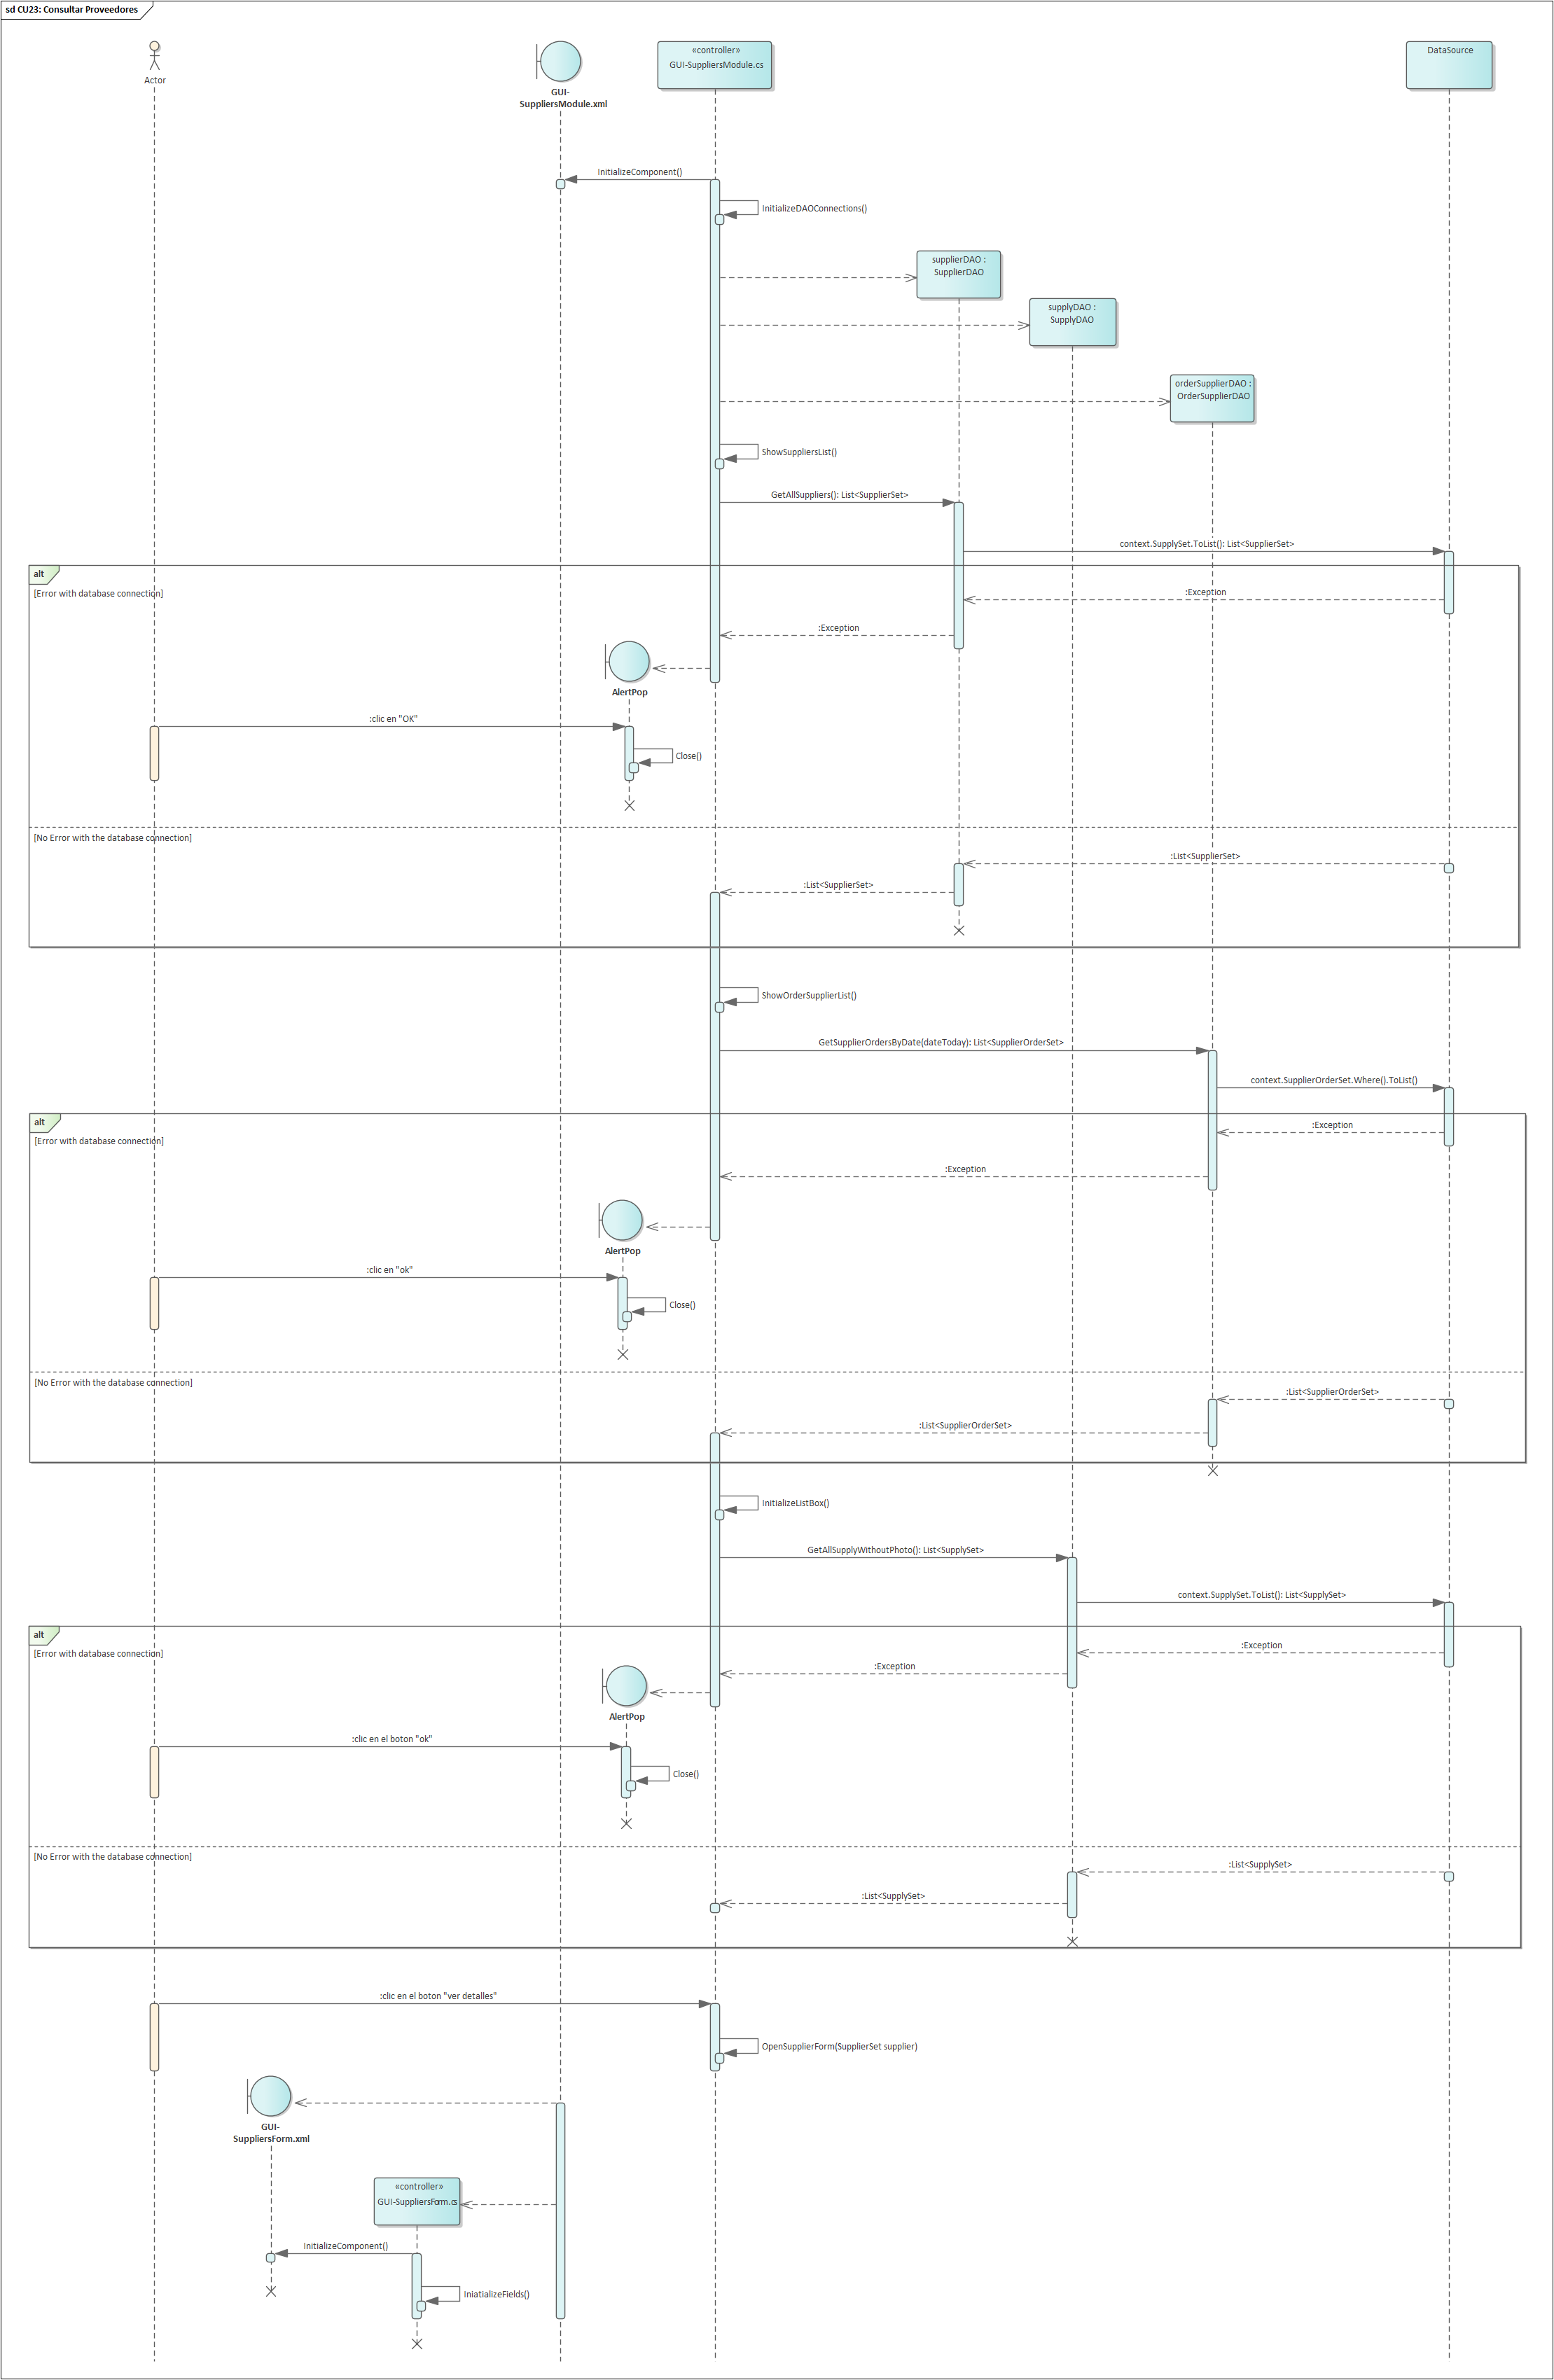 sd CU23: Consultar Proveedores
Actor
GUI-
SuppliersModule.xml
«controller»
GUI-SuppliersModule.cs
DataSource
InitializeComponent()
InitializeDAOConnections()
supplierDAO :
SupplierDAO
supplyDAO :
SupplyDAO
orderSupplierDAO :
OrderSupplierDAO
ShowSuppliersList()
GetAllSuppliers(): List<SupplierSet>
context.SupplySet.ToList(): List<SupplierSet>
alt
[Error with database connection]
:Exception
:Exception
AlertPop
:clic en "OK"
Close()
[No Error with the database connection]
:List<SupplierSet>
:List<SupplierSet>
ShowOrderSupplierList()
GetSupplierOrdersByDate(dateToday): List<SupplierOrderSet>
context.SupplierOrderSet.Where().ToList()
alt
[Error with database connection]
:Exception
:Exception
AlertPop
:clic en "ok"
Close()
[No Error with the database connection]
:List<SupplierOrderSet>
:List<SupplierOrderSet>
InitializeListBox()
GetAllSupplyWithoutPhoto(): List<SupplySet>
context.SupplySet.ToList(): List<SupplySet>
alt
[Error with database connection]
:Exception
:Exception
AlertPop
:clic en el boton "ok"
Close()
[No Error with the database connection]
:List<SupplySet>
:List<SupplySet>
:clic en el boton "ver detalles"
OpenSupplierForm(SupplierSet supplier)
GUI-
SuppliersForm.xml
«controller»
GUI-SuppliersForm.cs
InitializeComponent()
IniatializeFields()